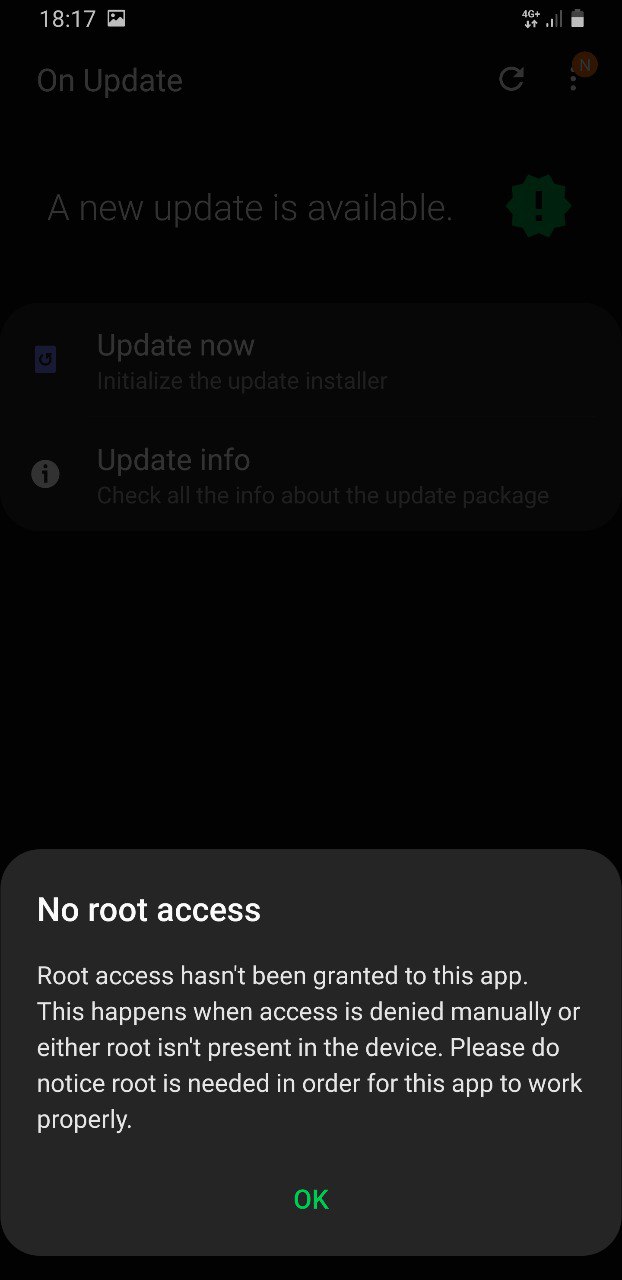 18:17
4G+
On Update
N
A new update is available.
Update now
Initialize the update installer
Update info
Check all the info about the update package
No root access
Root access hasn't been granted to this app.
This happens when access is denied manually or
either root isn't present in the device. Please do
notice root is needed in order for this app to work
properly.
OK